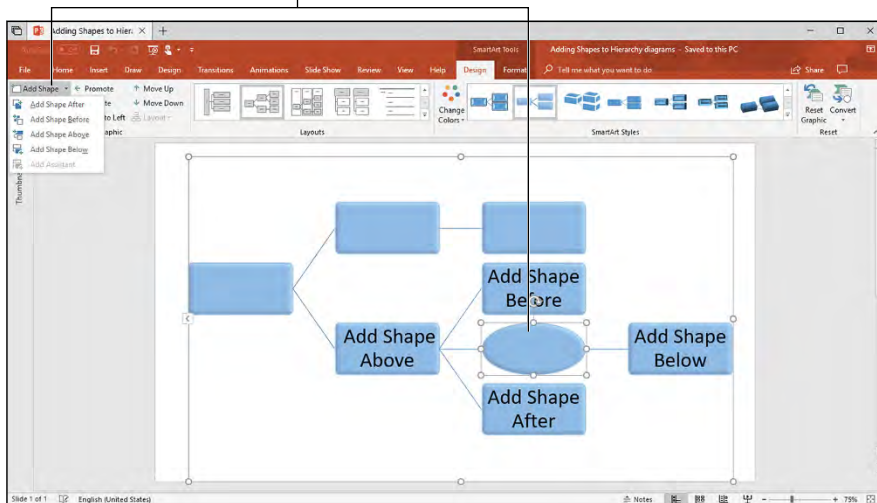 Adding Shapes to Hier.
SmartArt Tools
Adding Shapes to Hierarchy diagrams - Saved to this PC
File Home Insert Draw Design Transitions Animations Slide Show Review View Help Design Format Tell me what you want to do Share
Add Shape Promote Move Up
Move Down
to Left Layout
Add Shape After
Add Shape Before
Add Shape Above
Add Shape Below
Add Assistant
Layouts
Change
Colors
SmartArt Styles
Reset Convert
Graphic
Reset
Add Shape
Before
Add Shape
Above
Add Shape
Below
Add Shape
After
Slide 1 of 1 English (United States)
Notes
75%